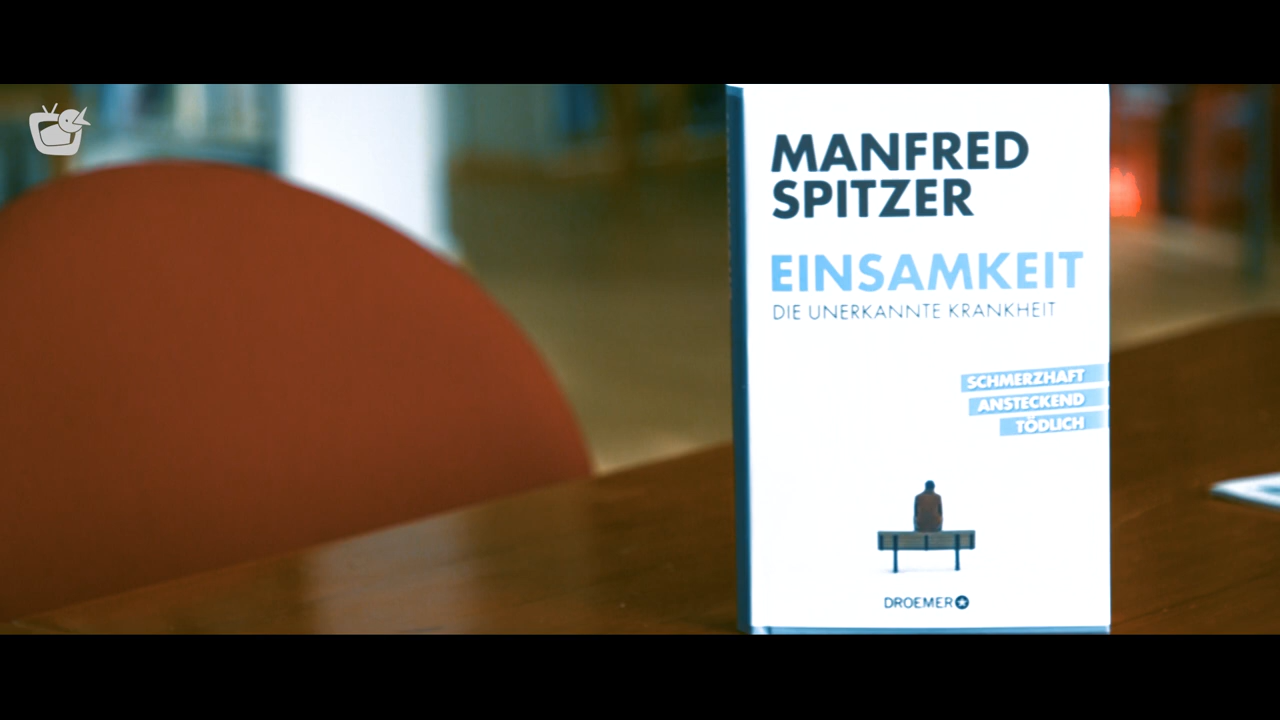 MANFRED
SPITZER
EINSAMKEIT
DIE UNERKANNTE KRANKHEIT
SCHMERZHAFT
ANSTECKEND
TÖDLICH
DROEMER